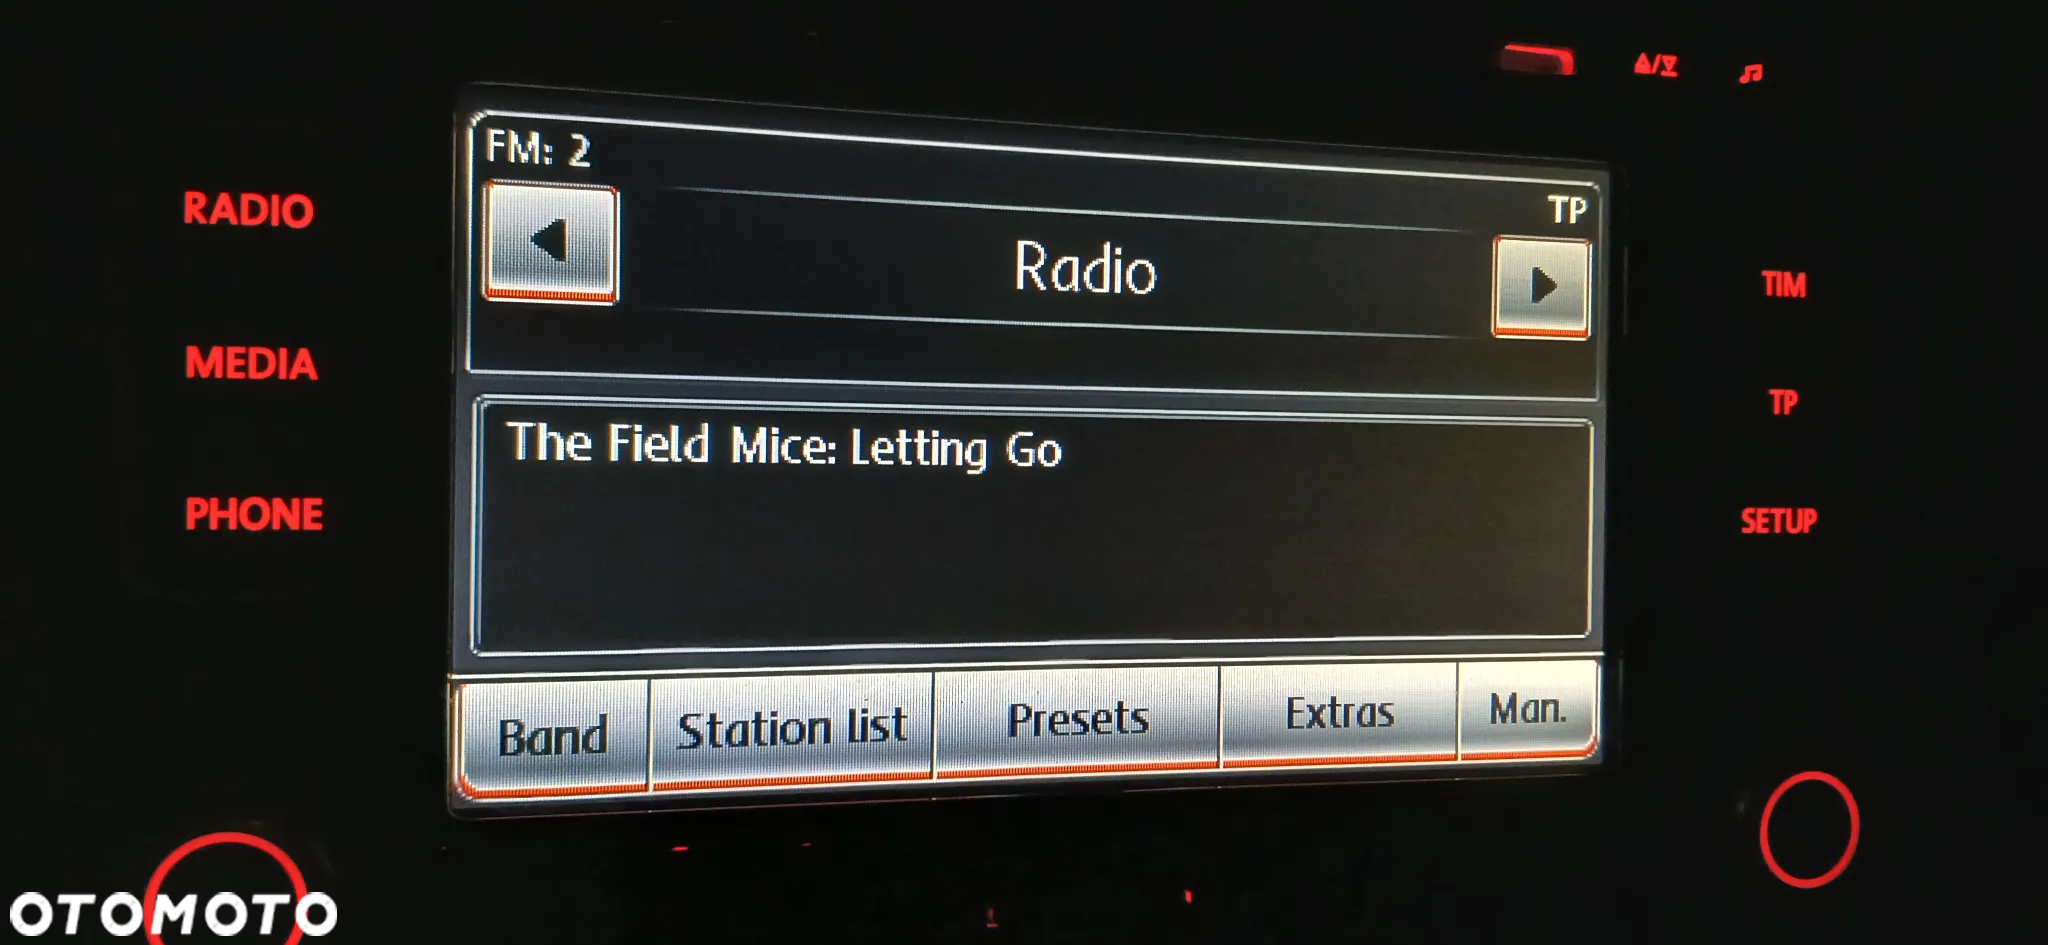 FM: 2
TP
Radio
The Field Mice: Letting Go
Band
Station list
Presets
Extras
Man.
RADIO
MEDIA
PHONE
TIM
TP
SETUP
OTOMOTO